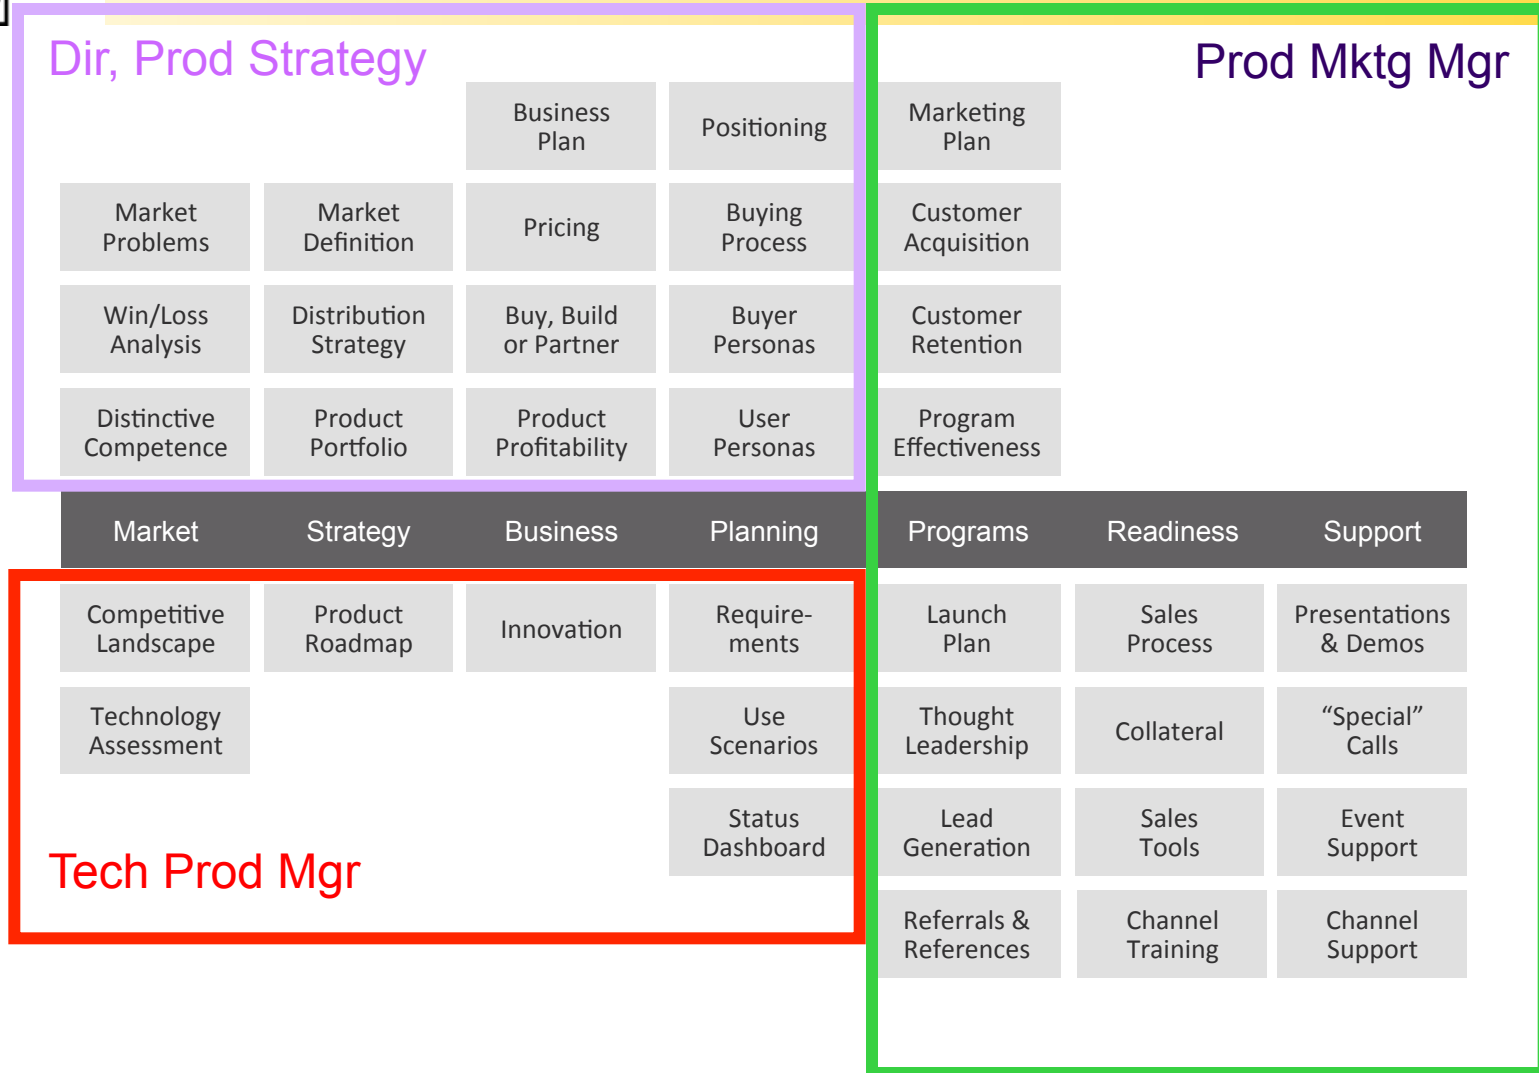 Dir, Prod Strategy
Prod Mktg Mgr
Business
Plan
Positioning
Marketing
Plan
Market
Problems
Market
Definition
Pricing
Buying
Process
Customer
Acquisition
Win/Loss
Analysis
Distribution
Strategy
Buy, Build
or Partner
Buyer
Personas
Customer
Retention
Distinctive
Competence
Product
Portfolio
Product
Profitability
User
Personas
Program
Effectiveness
Market
Strategy
Business
Planning
Programs
Readiness
Support
Competitive
Landscape
Product
Roadmap
Innovation
Require-
ments
Launch
Plan
Sales
Process
Presentations
& Demos
Technology
Assessment
Use
Scenarios
Thought
Leadership
Collateral
“Special”
Calls
Status
Dashboard
Lead
Generation
Sales
Tools
Event
Support
Tech Prod Mgr
Referrals &
References
Channel
Training
Channel
Support